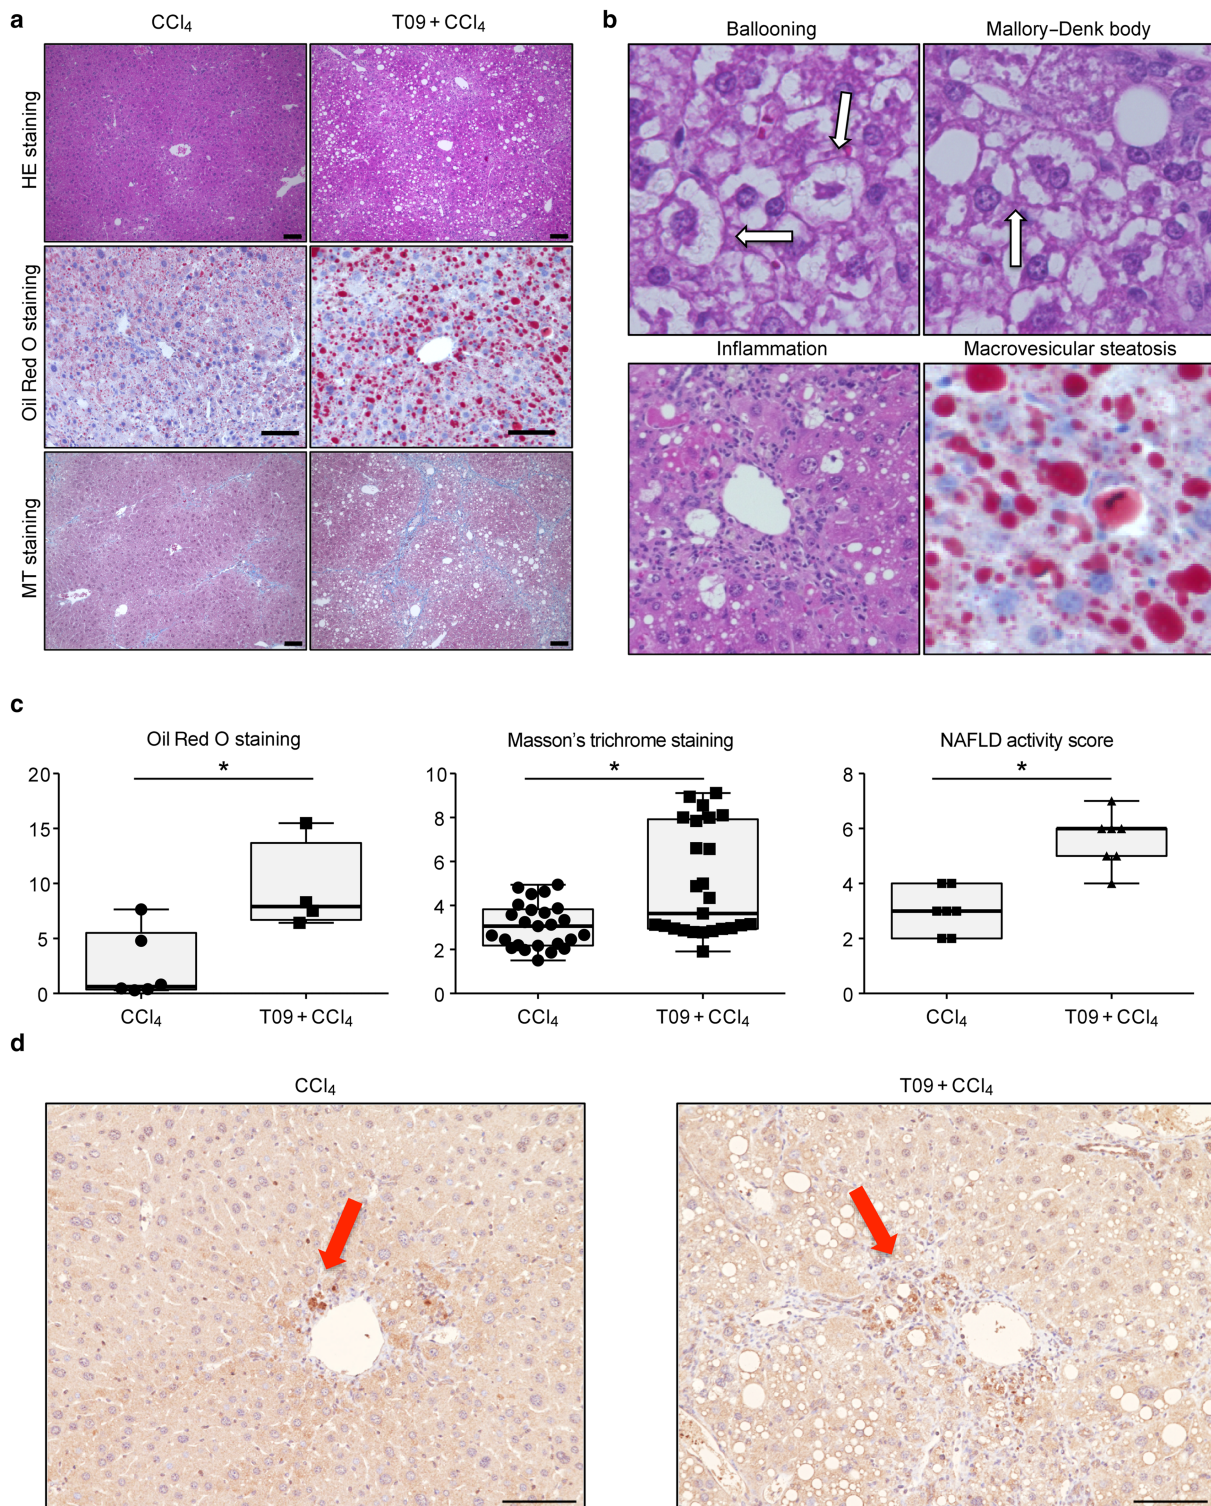 a
CCl₄ T09 + CCl₄
HE staining
Oil Red O staining
MT staining
b
Ballooning Mallory–Denk body
Inflammation Macrovesicular steatosis
c
Oil Red O staining
*
20
15
10
5
0
CCl₄ T09 + CCl₄
Masson's trichrome staining
*
10
8
6
4
2
0
CCl₄ T09 + CCl₄
NAFLD activity score
*
8
6
4
2
0
CCl₄ T09 + CCl₄
d
CCl₄ T09 + CCl₄